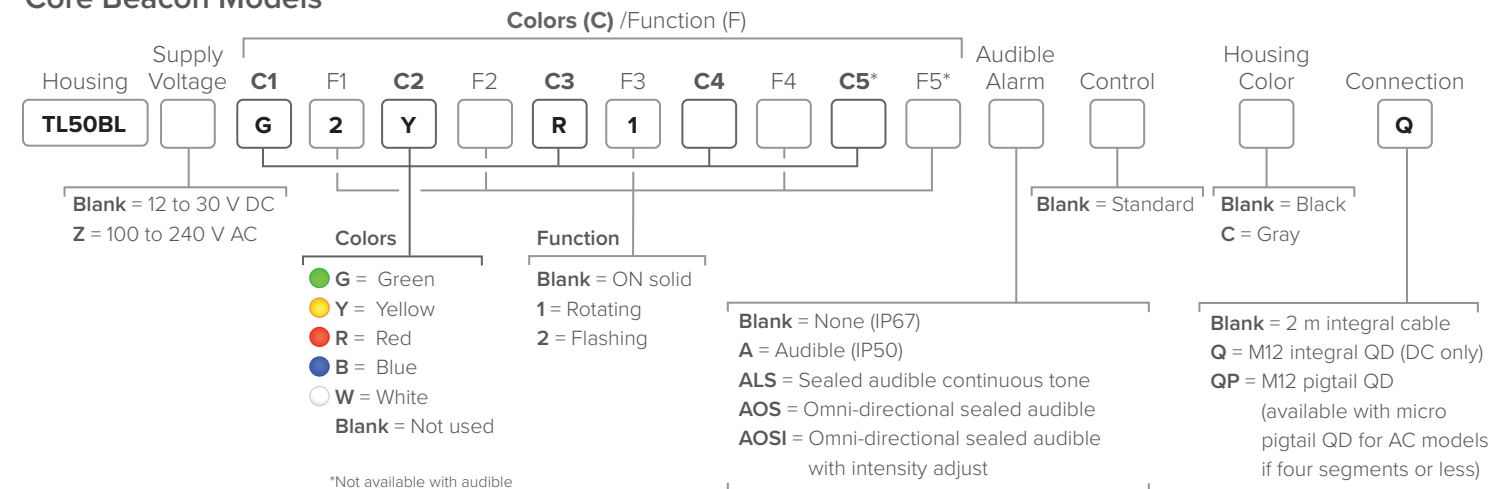 Core Beacon Models
Colors (C) /Function (F)
Housing Supply Voltage C1 F1 C2 F2 C3 F3 C4 F4 C5* F5* Audible Alarm Control Housing Color Connection
TL50BL G 2 Y R 1 Q
Blank = 12 to 30 V DC
Z = 100 to 240 V AC
Colors
G = Green
Y = Yellow
R = Red
B = Blue
W = White
Blank = Not used
*Not available with audible
Function
Blank = ON solid
1 = Rotating
2 = Flashing
Blank = None (IP67)
A = Audible (IP50)
ALS = Sealed audible continuous tone
AOS = Omni-directional sealed audible
AOSI = Omni-directional sealed audible
with intensity adjust
Blank = Standard
Blank = Black
C = Gray
Blank = 2 m integral cable
Q = M12 integral QD (DC only)
QP = M12 pigtail QD
(available with micro
pigtail QD for AC models
if four segments or less)